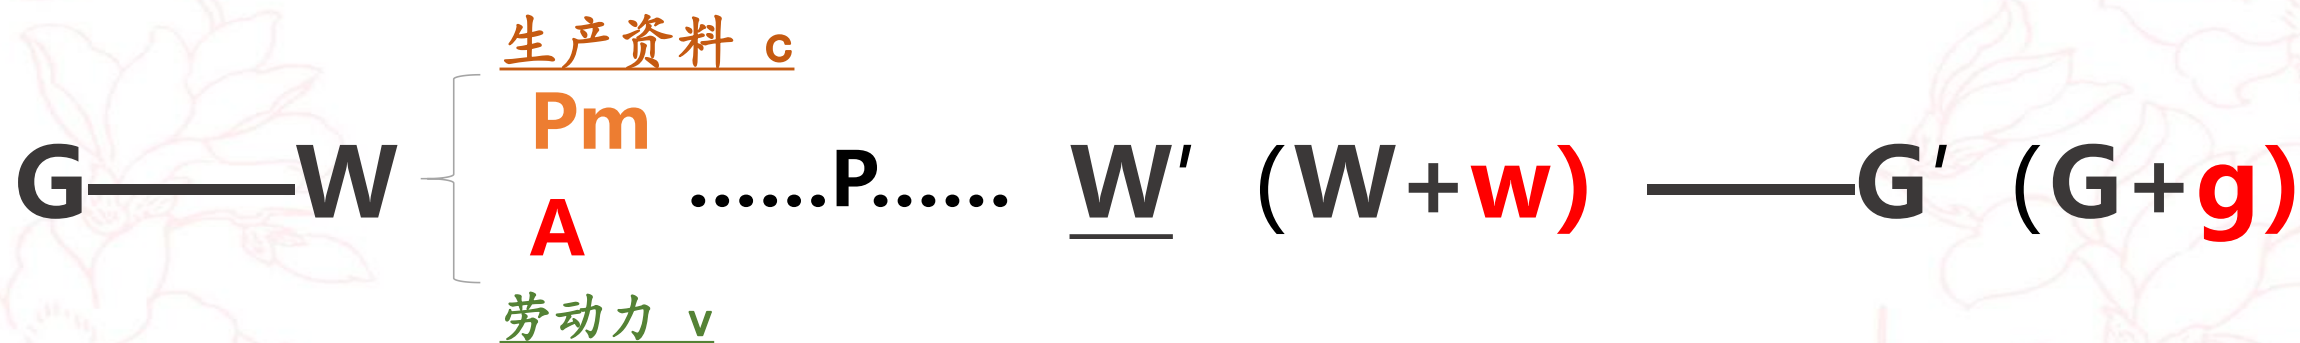 生产资料 c
Pm
G——W ......P...... W′ (W+w) ——G′ (G+g)
A
劳动力 v